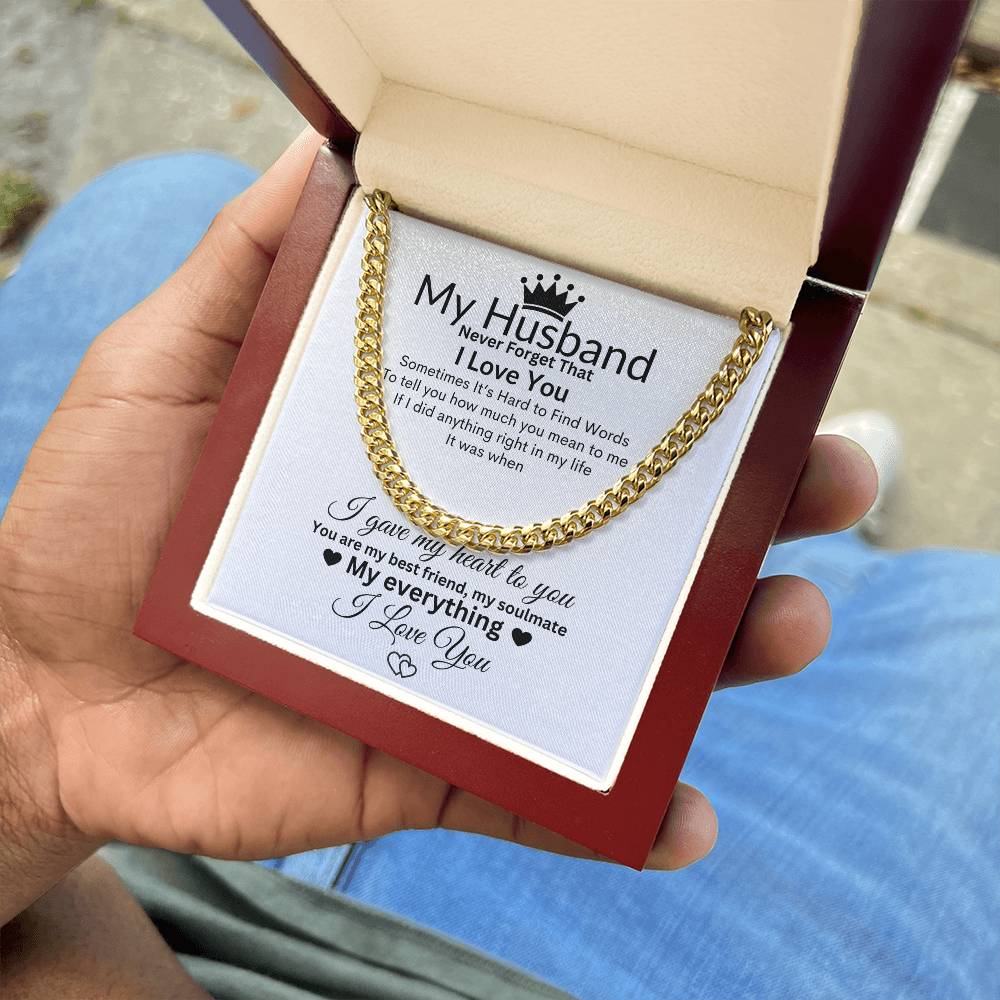 My Husband
Never Forget That
I Love You
Sometimes It's Hard to Find Words
To tell you how much you mean to me
If I did anything right in my life
It was when
I gave my heart to you
You are my best friend, my soulmate
My everything
I Love You